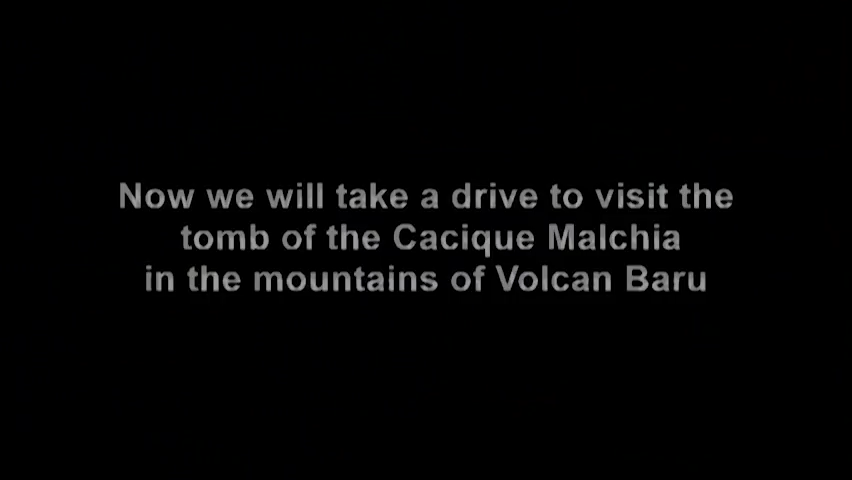 Now we will take a drive to visit the
tomb of the Cacique Malchia
in the mountains of Volcan Baru